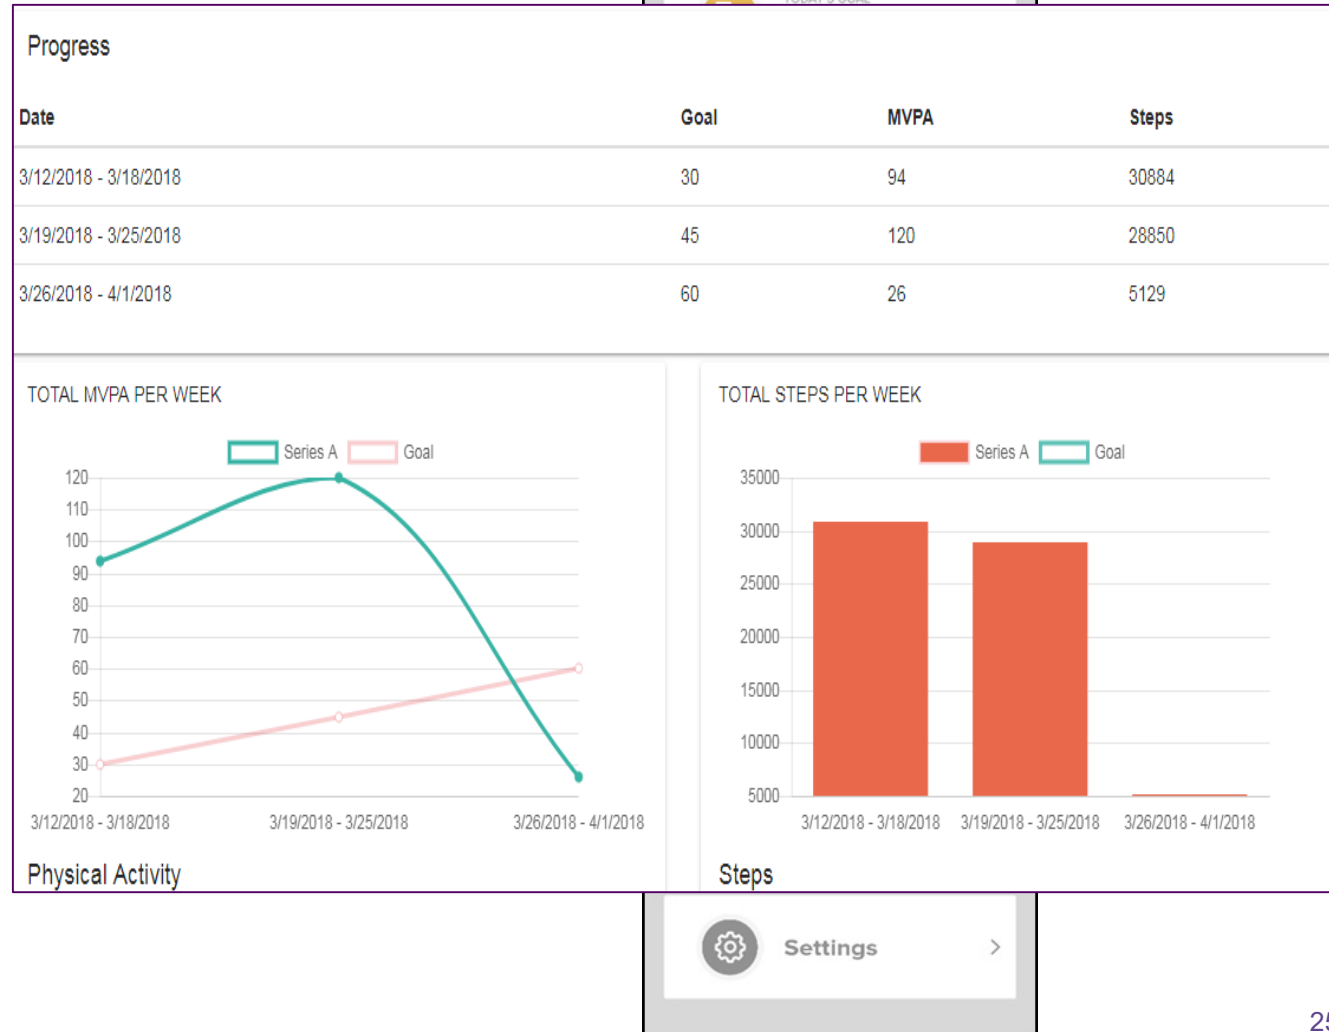 TODAY'S GOAL
Progress
Date Goal MVPA Steps
3/12/2018 - 3/18/2018 30 94 30884
3/19/2018 - 3/25/2018 45 120 28850
3/26/2018 - 4/1/2018 60 26 5129
TOTAL MVPA PER WEEK
Series A Goal
120
110
100
90
80
70
60
50
40
30
20
3/12/2018 - 3/18/2018 3/19/2018 - 3/25/2018 3/26/2018 - 4/1/2018
Physical Activity
TOTAL STEPS PER WEEK
Series A Goal
35000
30000
25000
20000
15000
10000
5000
3/12/2018 - 3/18/2018 3/19/2018 - 3/25/2018 3/26/2018 - 4/1/2018
Steps
Settings
25